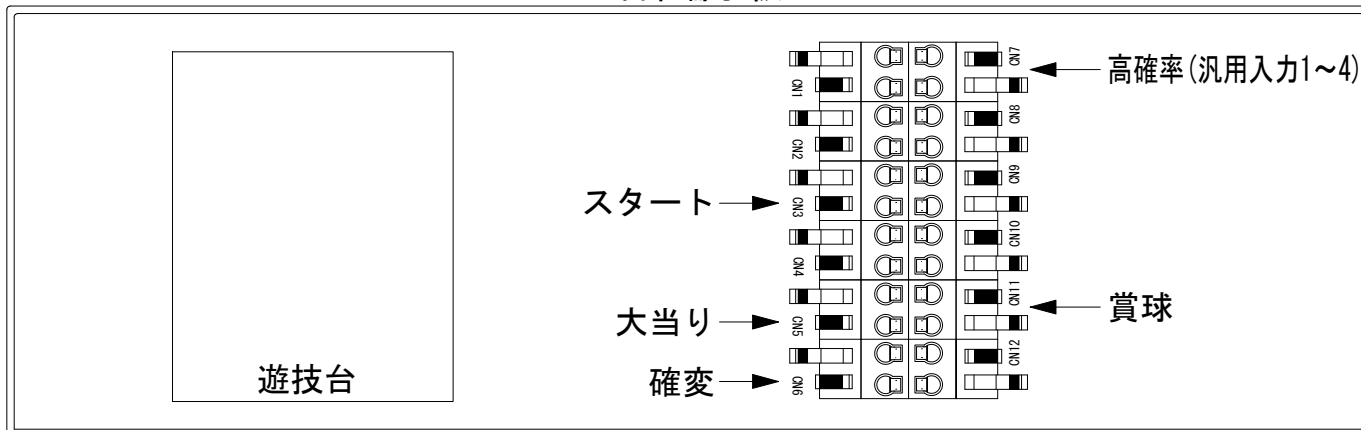 CN7
高確率(汎用入力1～4)
CN1
CN8
CN2
CN9
スタート
CN3
CN10
CN4
CN11
賞球
大当り
CN5
CN12
遊技台
確変
CN6